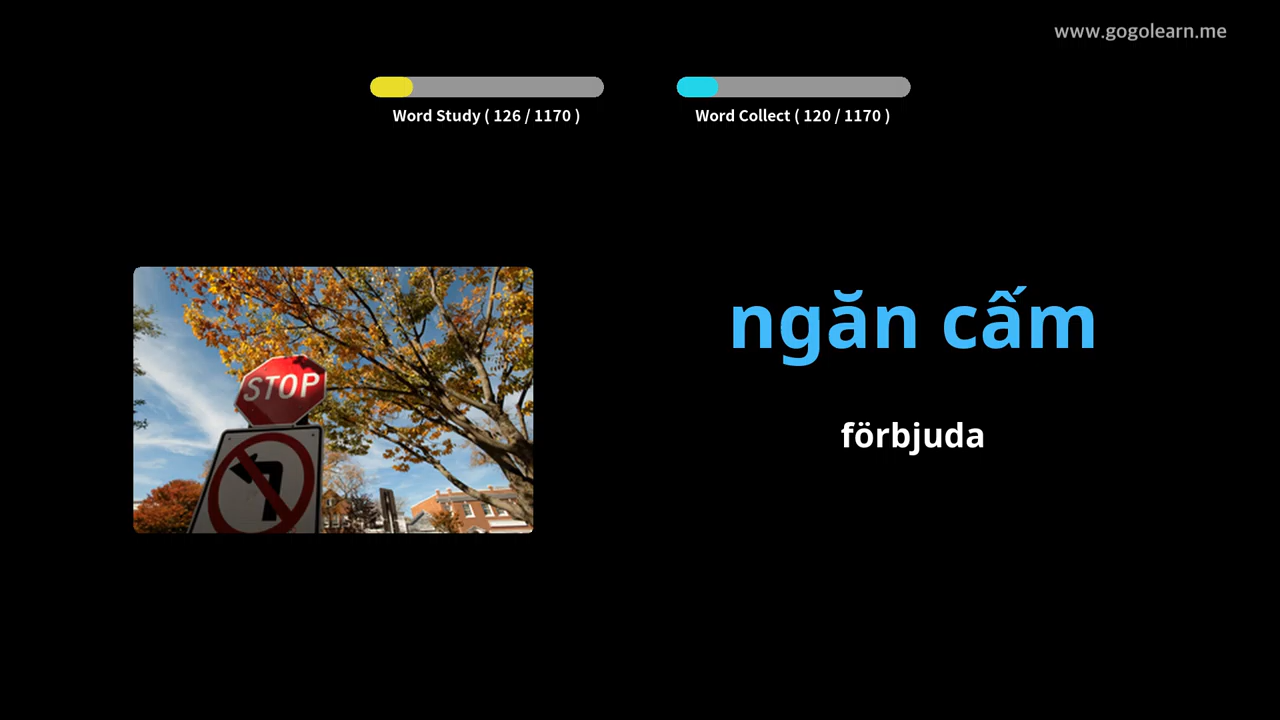 www.gogolearn.me
Word Study ( 126 / 1170 )
Word Collect ( 120 / 1170 )
STOP
ngăn cấm
förbjuda